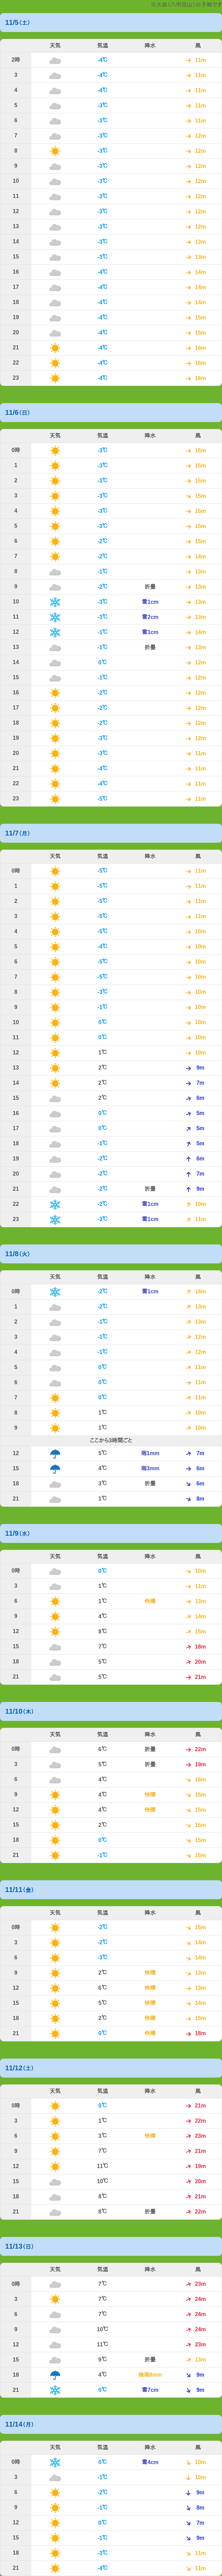 ※大倉(八甲田山)の予報です
11/5(土)
天気 気温 降水 風
2時 -4℃ 11m
3 -4℃ 11m
4 -4℃ 11m
5 -3℃ 11m
6 -3℃ 11m
7 -3℃ 12m
8 -3℃ 12m
9 -3℃ 12m
10 -3℃ 12m
11 -3℃ 12m
12 -3℃ 12m
13 -3℃ 12m
14 -3℃ 13m
15 -3℃ 13m
16 -4℃ 14m
17 -4℃ 14m
18 -4℃ 14m
19 -4℃ 15m
20 -4℃ 15m
21 -4℃ 16m
22 -4℃ 16m
23 -4℃ 16m
11/6(日)
天気 気温 降水 風
0時 -3℃ 16m
1 -3℃ 15m
2 -3℃ 15m
3 -3℃ 15m
4 -3℃ 15m
5 -3℃ 15m
6 -2℃ 15m
7 -2℃ 14m
8 -1℃ 13m
9 -2℃ 折曇 13m
10 -3℃ 雪1cm 13m
11 -3℃ 雪2cm 13m
12 -1℃ 雪1cm 14m
13 -1℃ 折曇 13m
14 0℃ 12m
15 -1℃ 12m
16 -2℃ 12m
17 -2℃ 12m
18 -2℃ 12m
19 -3℃ 12m
20 -3℃ 11m
21 -4℃ 11m
22 -4℃ 11m
23 -5℃ 11m
11/7(月)
天気 気温 降水 風
0時 -5℃ 11m
1 -5℃ 11m
2 -5℃ 11m
3 -5℃ 11m
4 -5℃ 10m
5 -4℃ 10m
6 -5℃ 10m
7 -5℃ 10m
8 -3℃ 10m
9 -1℃ 10m
10 0℃ 10m
11 0℃ 10m
12 1℃ 10m
13 2℃ 9m
14 2℃ 7m
15 2℃ 6m
16 0℃ 5m
17 0℃ 5m
18 -1℃ 5m
19 -2℃ 6m
20 -2℃ 7m
21 -2℃ 折曇 9m
22 -2℃ 雪1cm 10m
23 -3℃ 雪1cm 11m
11/8(火)
天気 気温 降水 風
0時 -2℃ 雪1cm 14m
1 -2℃ 13m
2 -1℃ 13m
3 -1℃ 12m
4 -1℃ 12m
5 0℃ 11m
6 0℃ 11m
7 0℃ 11m
8 1℃ 10m
9 1℃ 10m
ここから3時間ごと
12 5℃ 雨1mm 7m
15 4℃ 雨3mm 6m
18 3℃ 折曇 6m
21 1℃ 8m
11/9(水)
天気 気温 降水 風
0時 0℃ 10m
3 1℃ 11m
6 1℃ 快晴 13m
9 4℃ 14m
12 8℃ 15m
15 7℃ 18m
18 5℃ 20m
21 5℃ 21m
11/10(木)
天気 気温 降水 風
0時 6℃ 折曇 22m
3 5℃ 折曇 19m
6 4℃ 16m
9 4℃ 快晴 15m
12 4℃ 快晴 15m
15 2℃ 15m
18 0℃ 15m
21 -1℃ 15m
11/11(金)
天気 気温 降水 風
0時 -2℃ 15m
3 -2℃ 14m
6 -3℃ 14m
9 2℃ 快晴 13m
12 6℃ 快晴 13m
15 5℃ 快晴 14m
18 2℃ 快晴 15m
21 0℃ 快晴 18m
11/12(土)
天気 気温 降水 風
0時 0℃ 21m
3 1℃ 22m
6 3℃ 快晴 23m
9 7℃ 21m
12 11℃ 19m
15 10℃ 20m
18 8℃ 21m
21 8℃ 折曇 22m
11/13(日)
天気 気温 降水 風
0時 7℃ 23m
3 7℃ 24m
6 7℃ 24m
9 10℃ 24m
12 11℃ 23m
15 9℃ 折曇 13m
18 4℃ 強雨8mm 9m
21 0℃ 雪7cm 9m
11/14(月)
天気 気温 降水 風
0時 0℃ 雪4cm 10m
3 -1℃ 10m
6 -2℃ 9m
9 -1℃ 8m
12 0℃ 7m
15 -1℃ 9m
18 -3℃ 11m
21 -4℃ 11m